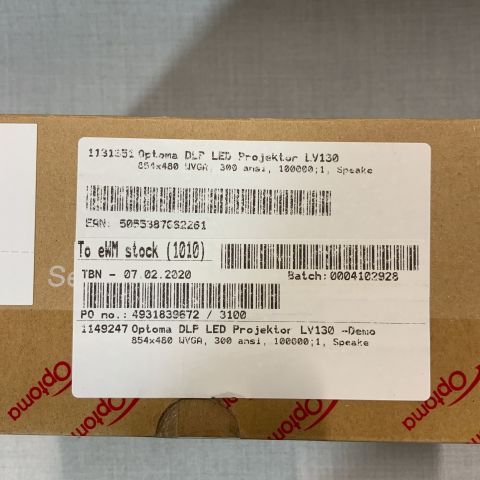 1131351 Optoma DLP LED Projektor LV130
854x480 WVGA, 300 ansi, 100000;1, Speake
EAN:
To eWM stock (1010)
TBN - 07.02.2020
Batch: 0004102928
PO no.: 4931839672 / 3100
1149247 Optoma DLP LED Projektor LV130 -Demo
854x480 WVGA, 300 ansi, 100000;1, Speake
Optoma
Optoma
Optoma